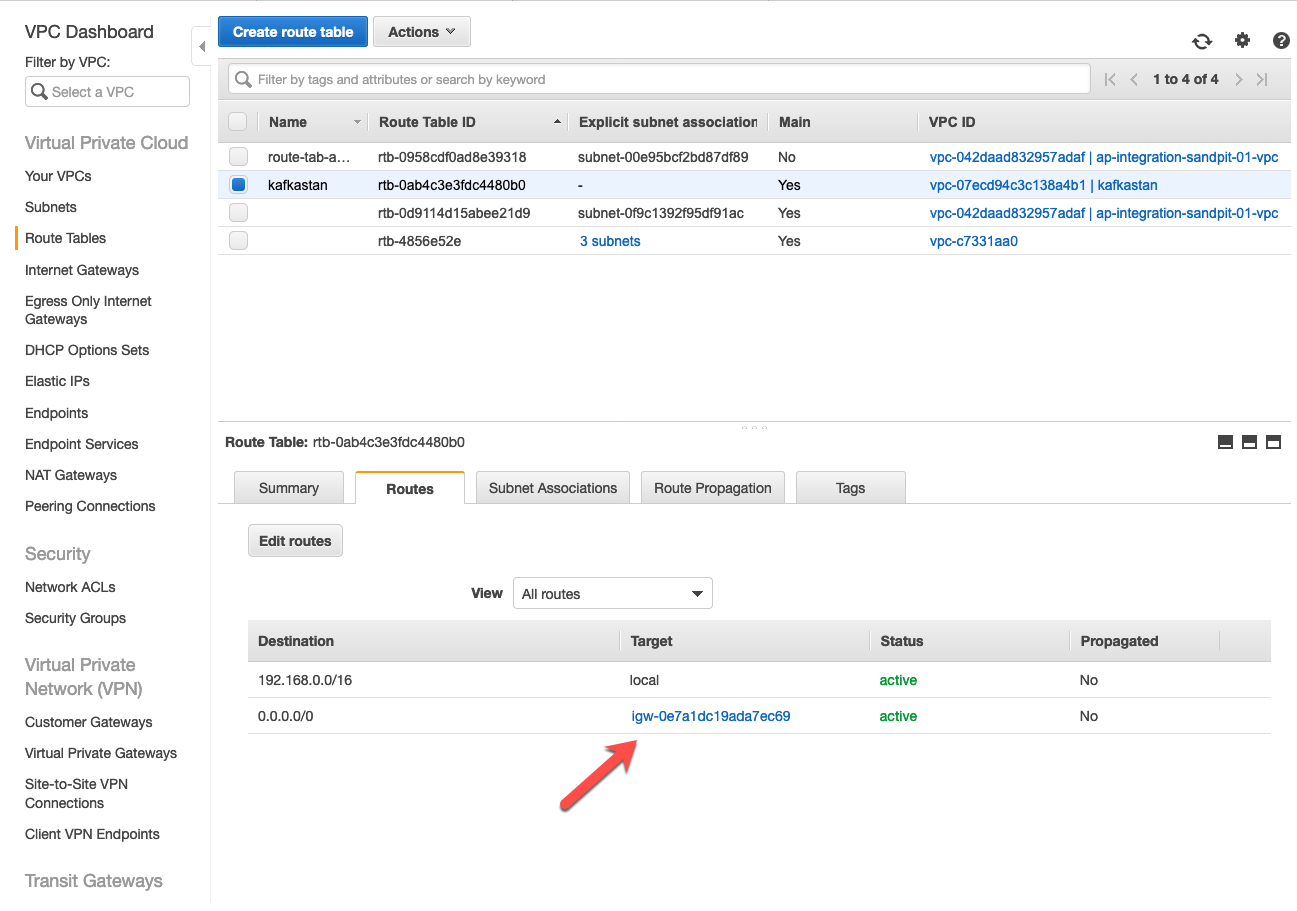 VPC Dashboard
Filter by VPC:
Select a VPC
Virtual Private Cloud
Your VPCs
Subnets
Route Tables
Internet Gateways
Egress Only Internet
Gateways
DHCP Options Sets
Elastic IPs
Endpoints
Endpoint Services
NAT Gateways
Peering Connections
Security
Network ACLs
Security Groups
Virtual Private
Network (VPN)
Customer Gateways
Virtual Private Gateways
Site-to-Site VPN
Connections
Client VPN Endpoints
Transit Gateways
Create route table Actions
Filter by tags and attributes or search by keyword 1 to 4 of 4
Name Route Table ID Explicit subnet association VPC ID Main
route-tab-a... rtb-0958cdf0ad8e39318 subnet-00e95bcf2bd87df89 No vpc-042daad832957adaf | ap-integration-sandpit-01-vpc
kafkastan rtb-0ab4c3e3fdc4480b0 - Yes vpc-07ecd94c3c138a4b1 | kafkastan
rtb-0d9114d15abee21d9 subnet-0f9c1392f95df91ac Yes vpc-042daad832957adaf | ap-integration-sandpit-01-vpc
rtb-4856e52e 3 subnets Yes vpc-c7331aa0
Route Table: rtb-0ab4c3e3fdc4480b0
Summary Routes Subnet Associations Route Propagation Tags
Edit routes
View All routes
Destination Target Status Propagated
192.168.0.0/16 local active No
0.0.0.0/0 igw-0e7a1dc19ada7ec69 active No